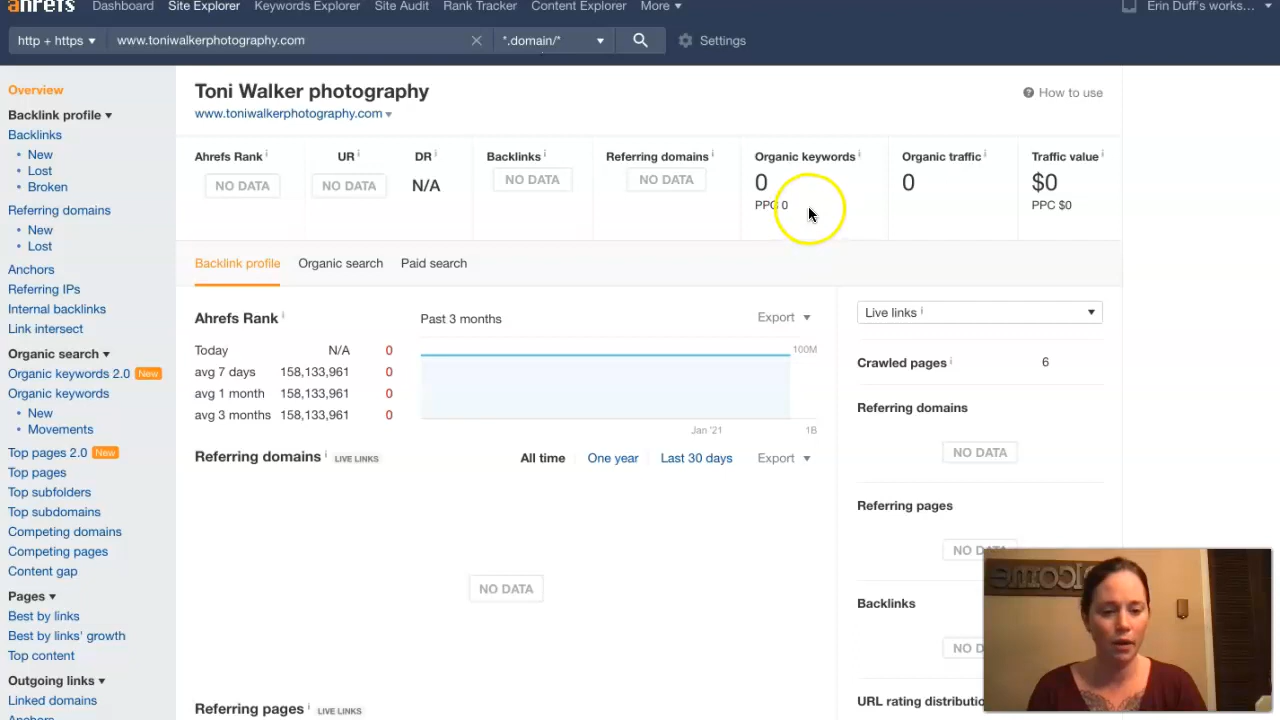 ahrefs Dashboard Site Explorer Keywords Explorer Site Audit Rank Tracker Content Explorer More Erin Duff's works...
http + https www.toniwalkerphotography.com *.domain/* Settings
Overview
Backlink profile
Backlinks
New
Lost
Broken
Referring domains
New
Lost
Anchors
Referring IPs
Internal backlinks
Link intersect
Organic search
Organic keywords 2.0 New
Organic keywords
New
Movements
Top pages 2.0 New
Top pages
Top subfolders
Top subdomains
Competing domains
Competing pages
Content gap
Pages
Best by links
Best by links' growth
Top content
Outgoing links
Linked domains
Anchors
Toni Walker photography
www.toniwalkerphotography.com
How to use
Ahrefs Rank UR DR Backlinks Referring domains Organic keywords Organic traffic Traffic value
NO DATA NO DATA N/A NO DATA NO DATA 0 0 $0
PPC 0 PPC $0
Backlink profile Organic search Paid search
Ahrefs Rank Past 3 months Export
Today N/A 0
avg 7 days 158,133,961 0
avg 1 month 158,133,961 0
avg 3 months 158,133,961 0
100M
Jan '21 1B
Referring domains LIVE LINKS All time One year Last 30 days Export
NO DATA
Referring pages LIVE LINKS
Live links
Crawled pages 6
Referring domains
NO DATA
Referring pages
NO DATA
Backlinks
NO D
URL rating distributio
welcome